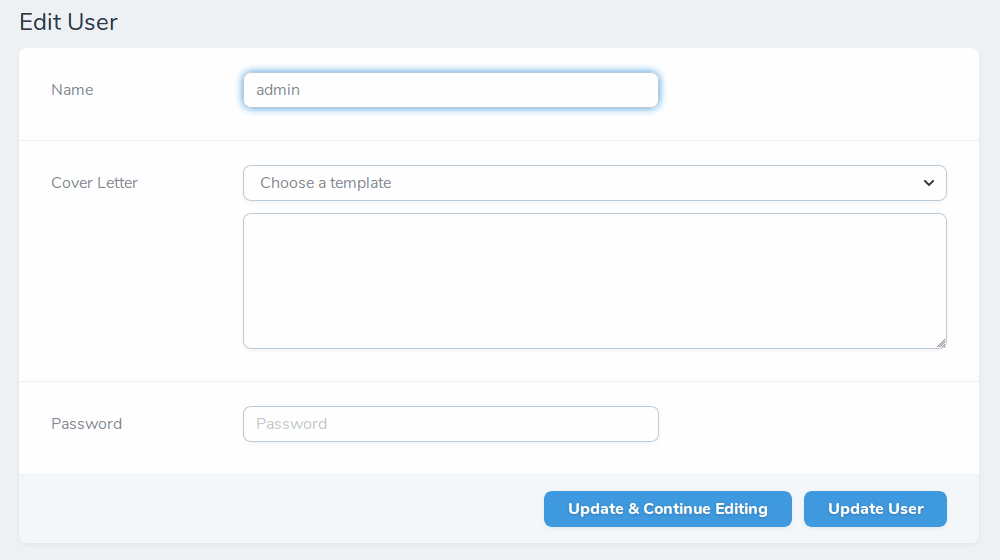 Edit User
Name
admin
Cover Letter
Choose a template
Password
Password
Update & Continue Editing
Update User